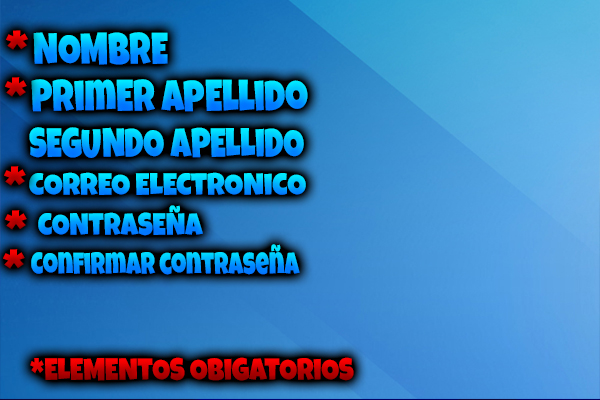 * NOMBRE
* PRIMER APELLIDO
SEGUNDO APELLIDO
* CORREO ELECTRONICO
* CONTRASEÑA
* CONFIRMAR CONTRASEÑA
*ELEMENTOS OBIGATORIOS